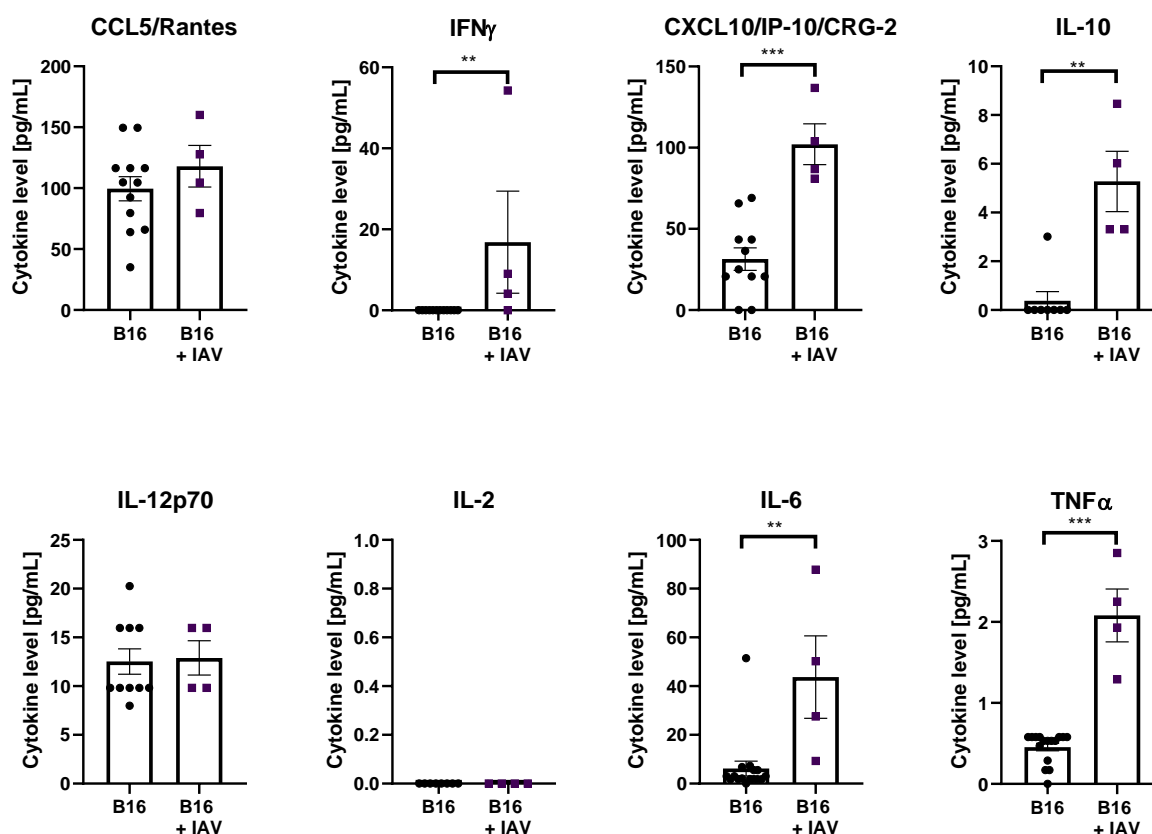 CCL5/Rantes
Cytokine level [pg/mL]
200
150
100
50
0
B16
B16
+ IAV
IFNγ
**
Cytokine level [pg/mL]
60
40
20
0
B16
B16
+ IAV
CXCL10/IP-10/CRG-2
***
Cytokine level [pg/mL]
150
100
50
0
B16
B16
+ IAV
IL-10
**
Cytokine level [pg/mL]
10
8
6
4
2
0
B16
B16
+ IAV
IL-12p70
Cytokine level [pg/mL]
25
20
15
10
5
0
B16
B16
+ IAV
IL-2
Cytokine level [pg/mL]
1.0
0.8
0.6
0.4
0.2
0.0
B16
B16
+ IAV
IL-6
**
Cytokine level [pg/mL]
100
80
60
40
20
0
B16
B16
+ IAV
TNFα
***
Cytokine level [pg/mL]
3
2
1
0
B16
B16
+ IAV